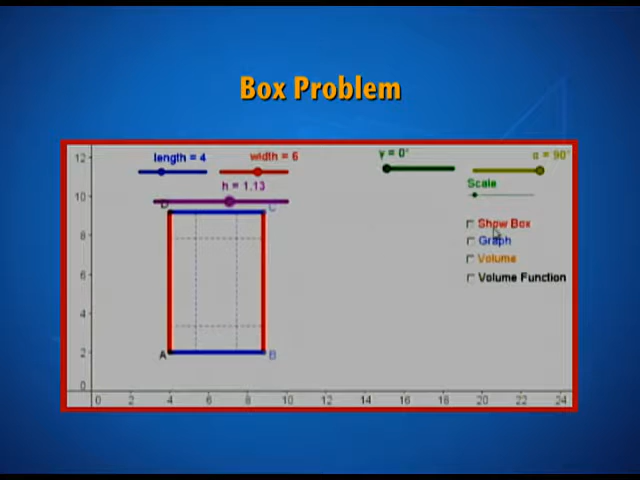 Box Problem
length = 4
width = 6
γ = 0°
α = 90°
h = 1.13
Scale
D
C
Show Box
Graph
Volume
Volume Function
A
B
12
10
8
6
4
2
0
0 2 4 6 8 10 12 14 16 18 20 22 24